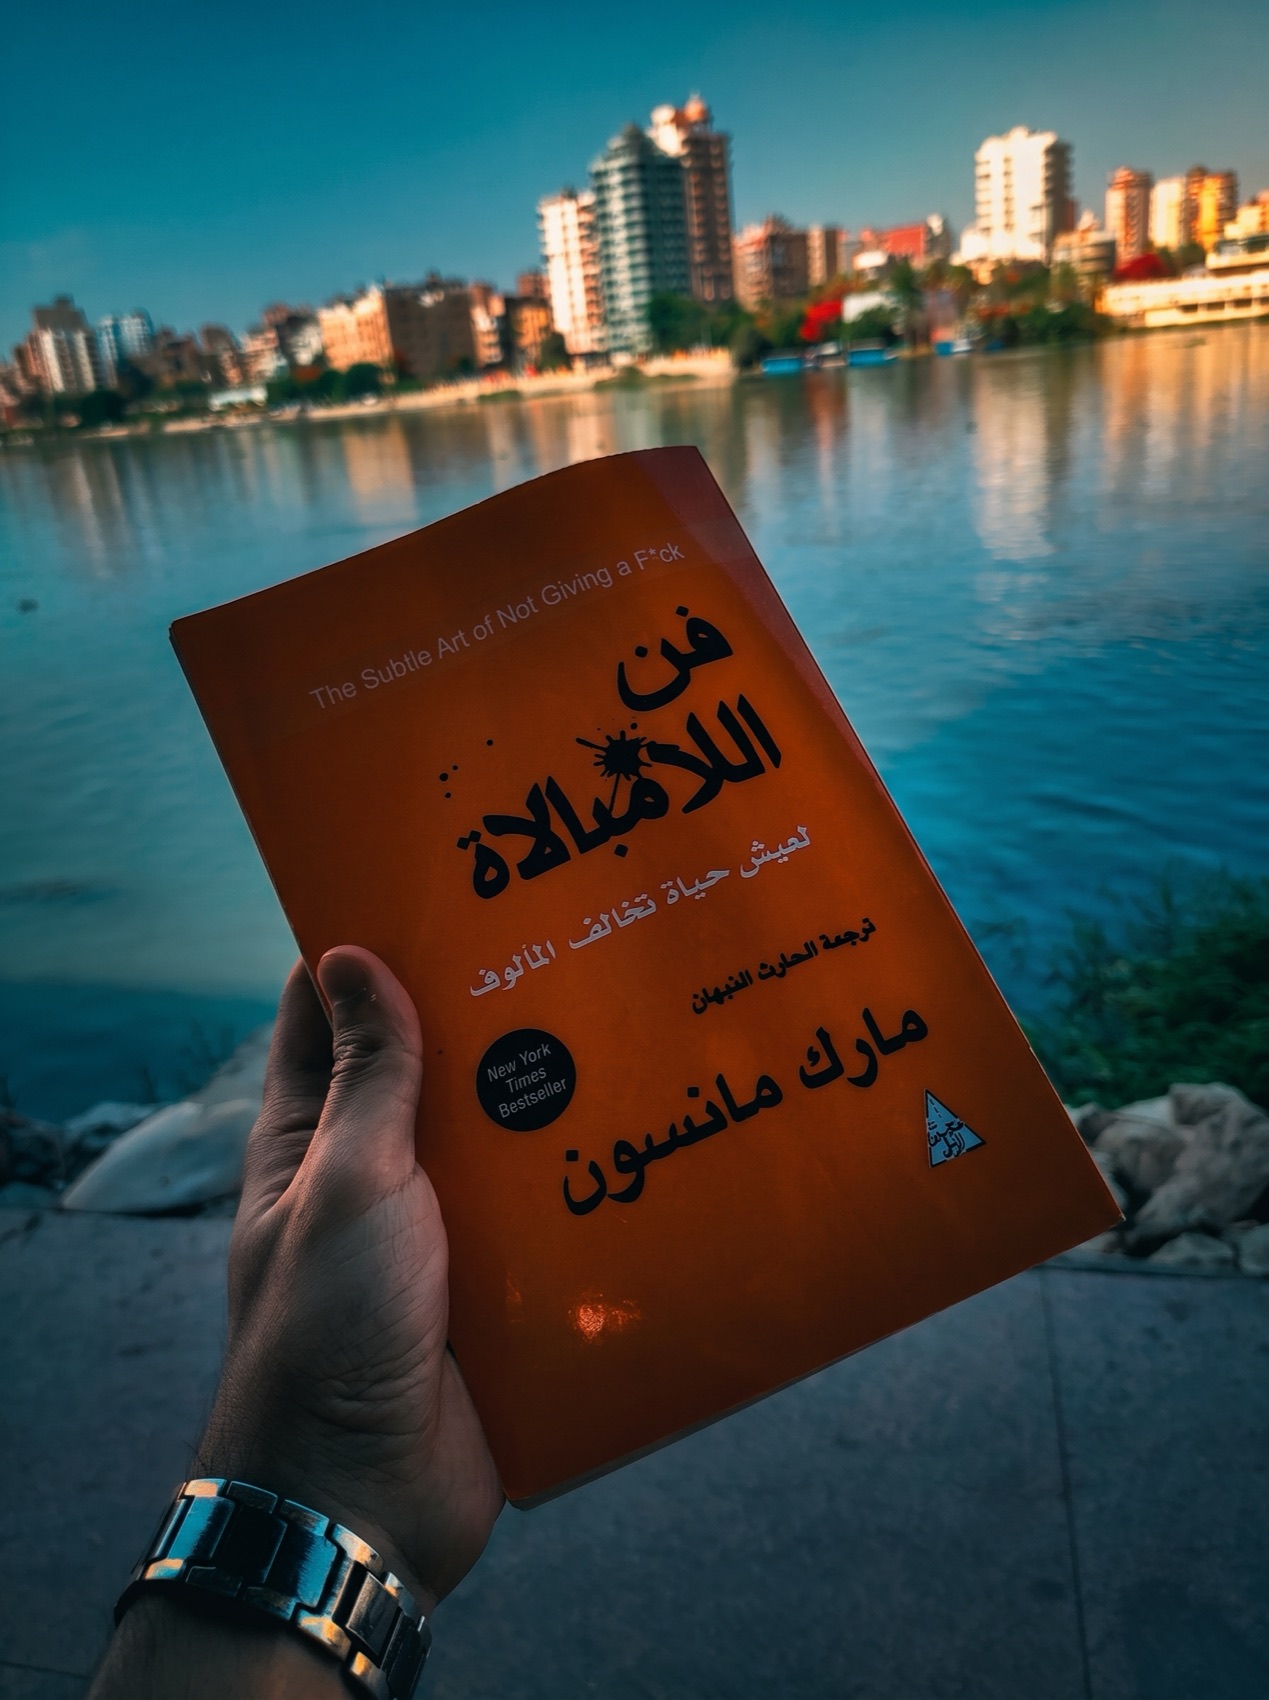 The Subtle Art of Not Giving a F*ck
فن
اللامبالاة
لعيش حياة تخالف المألوف
ترجمة الحارث النبهان
New York
Times
Bestseller
مارك مانسون